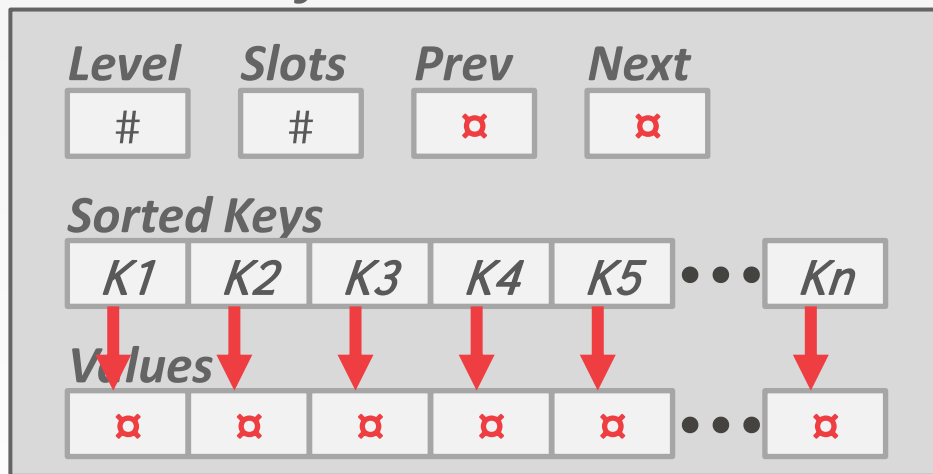 Level Slots Prev Next
# # ¤ ¤
Sorted Keys
K1 K2 K3 K4 K5 ••• Kn
Values
¤ ¤ ¤ ¤ ¤ ••• ¤